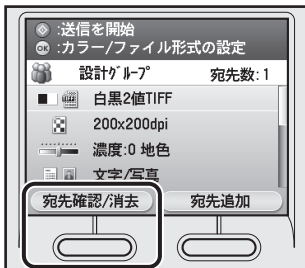 :送信を開始
OK :カラー/ファイル形式の設定
設計ｸﾞﾙｰﾌﾟ 宛先数:1
白黒2値TIFF
200x200dpi
濃度:0 地色
文字/写真
宛先確認/消去 宛先追加